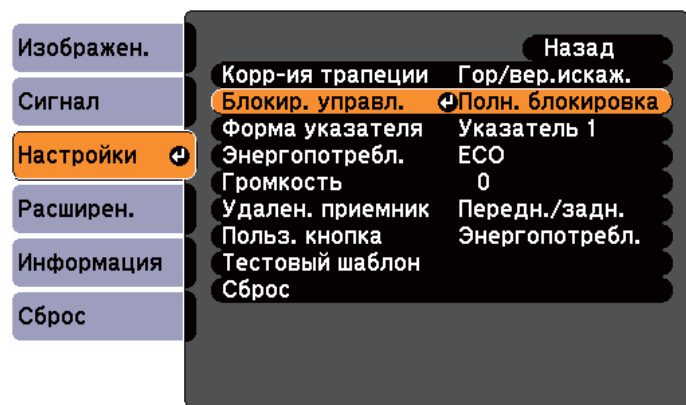 Изображен.
Сигнал
Настройки
Расширен.
Информация
Сброс
Назад
Корр-ия трапеции Гор/вер.искаж.
Блокир. управл. Полн. блокировка
Форма указателя Указатель 1
Энергопотребл. ECO
Громкость 0
Удален. приемник Передн./задн.
Польз. кнопка Энергопотребл.
Тестовый шаблон
Сброс